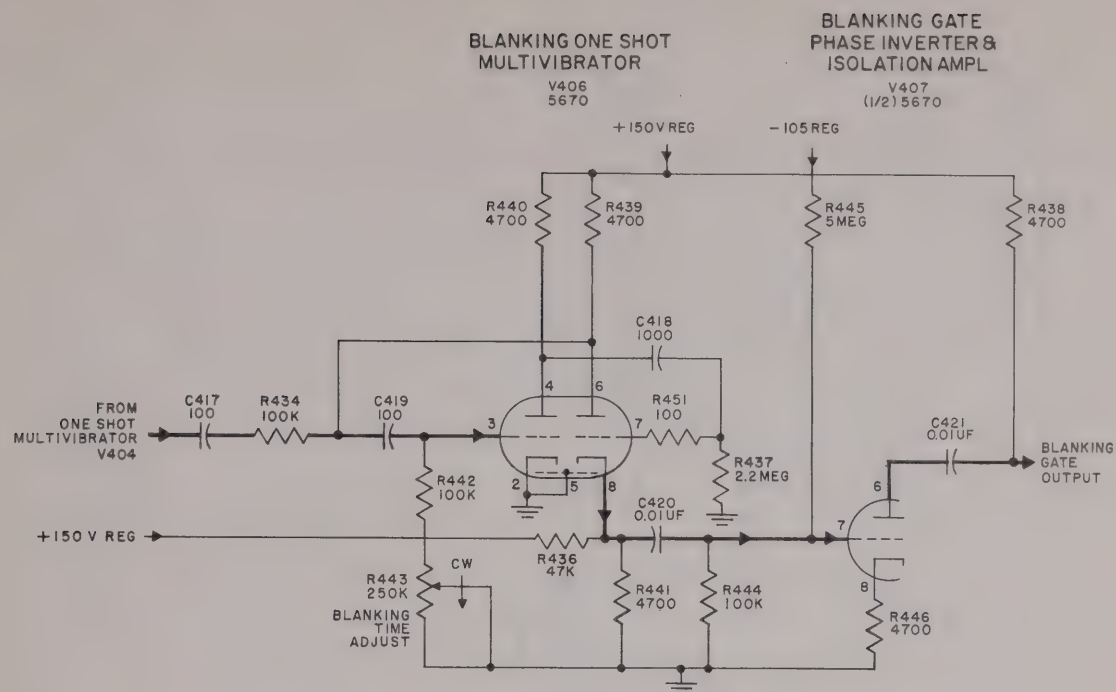 BLANKING ONE SHOT
MULTIVIBRATOR
V406
5670
BLANKING GATE
PHASE INVERTER &
ISOLATION AMPL
V407
(1/2) 5670
+150V REG
-105 REG
R440
4700
R439
4700
R445
5 MEG
R438
4700
C418
1000
4
6
FROM
ONE SHOT
MULTIVIBRATOR
V404
C417
100
R434
100K
C419
100
3
7
R451
100
R442
100K
2
5
8
R437
2.2 MEG
C421
0.01UF
BLANKING
GATE
OUTPUT
6
7
8
+150 V REG
R436
47K
C420
0.01UF
R443
250K
CW
BLANKING
TIME
ADJUST
R441
4700
R444
100K
R446
4700